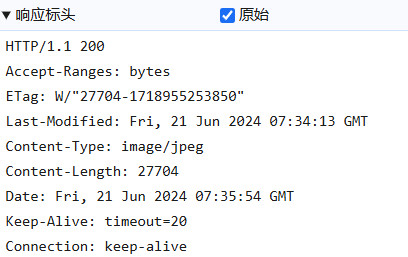 响应标头
原始
HTTP/1.1 200
Accept-Ranges: bytes
ETag: W/"27704-1718955253850"
Last-Modified: Fri, 21 Jun 2024 07:34:13 GMT
Content-Type: image/jpeg
Content-Length: 27704
Date: Fri, 21 Jun 2024 07:35:54 GMT
Keep-Alive: timeout=20
Connection: keep-alive